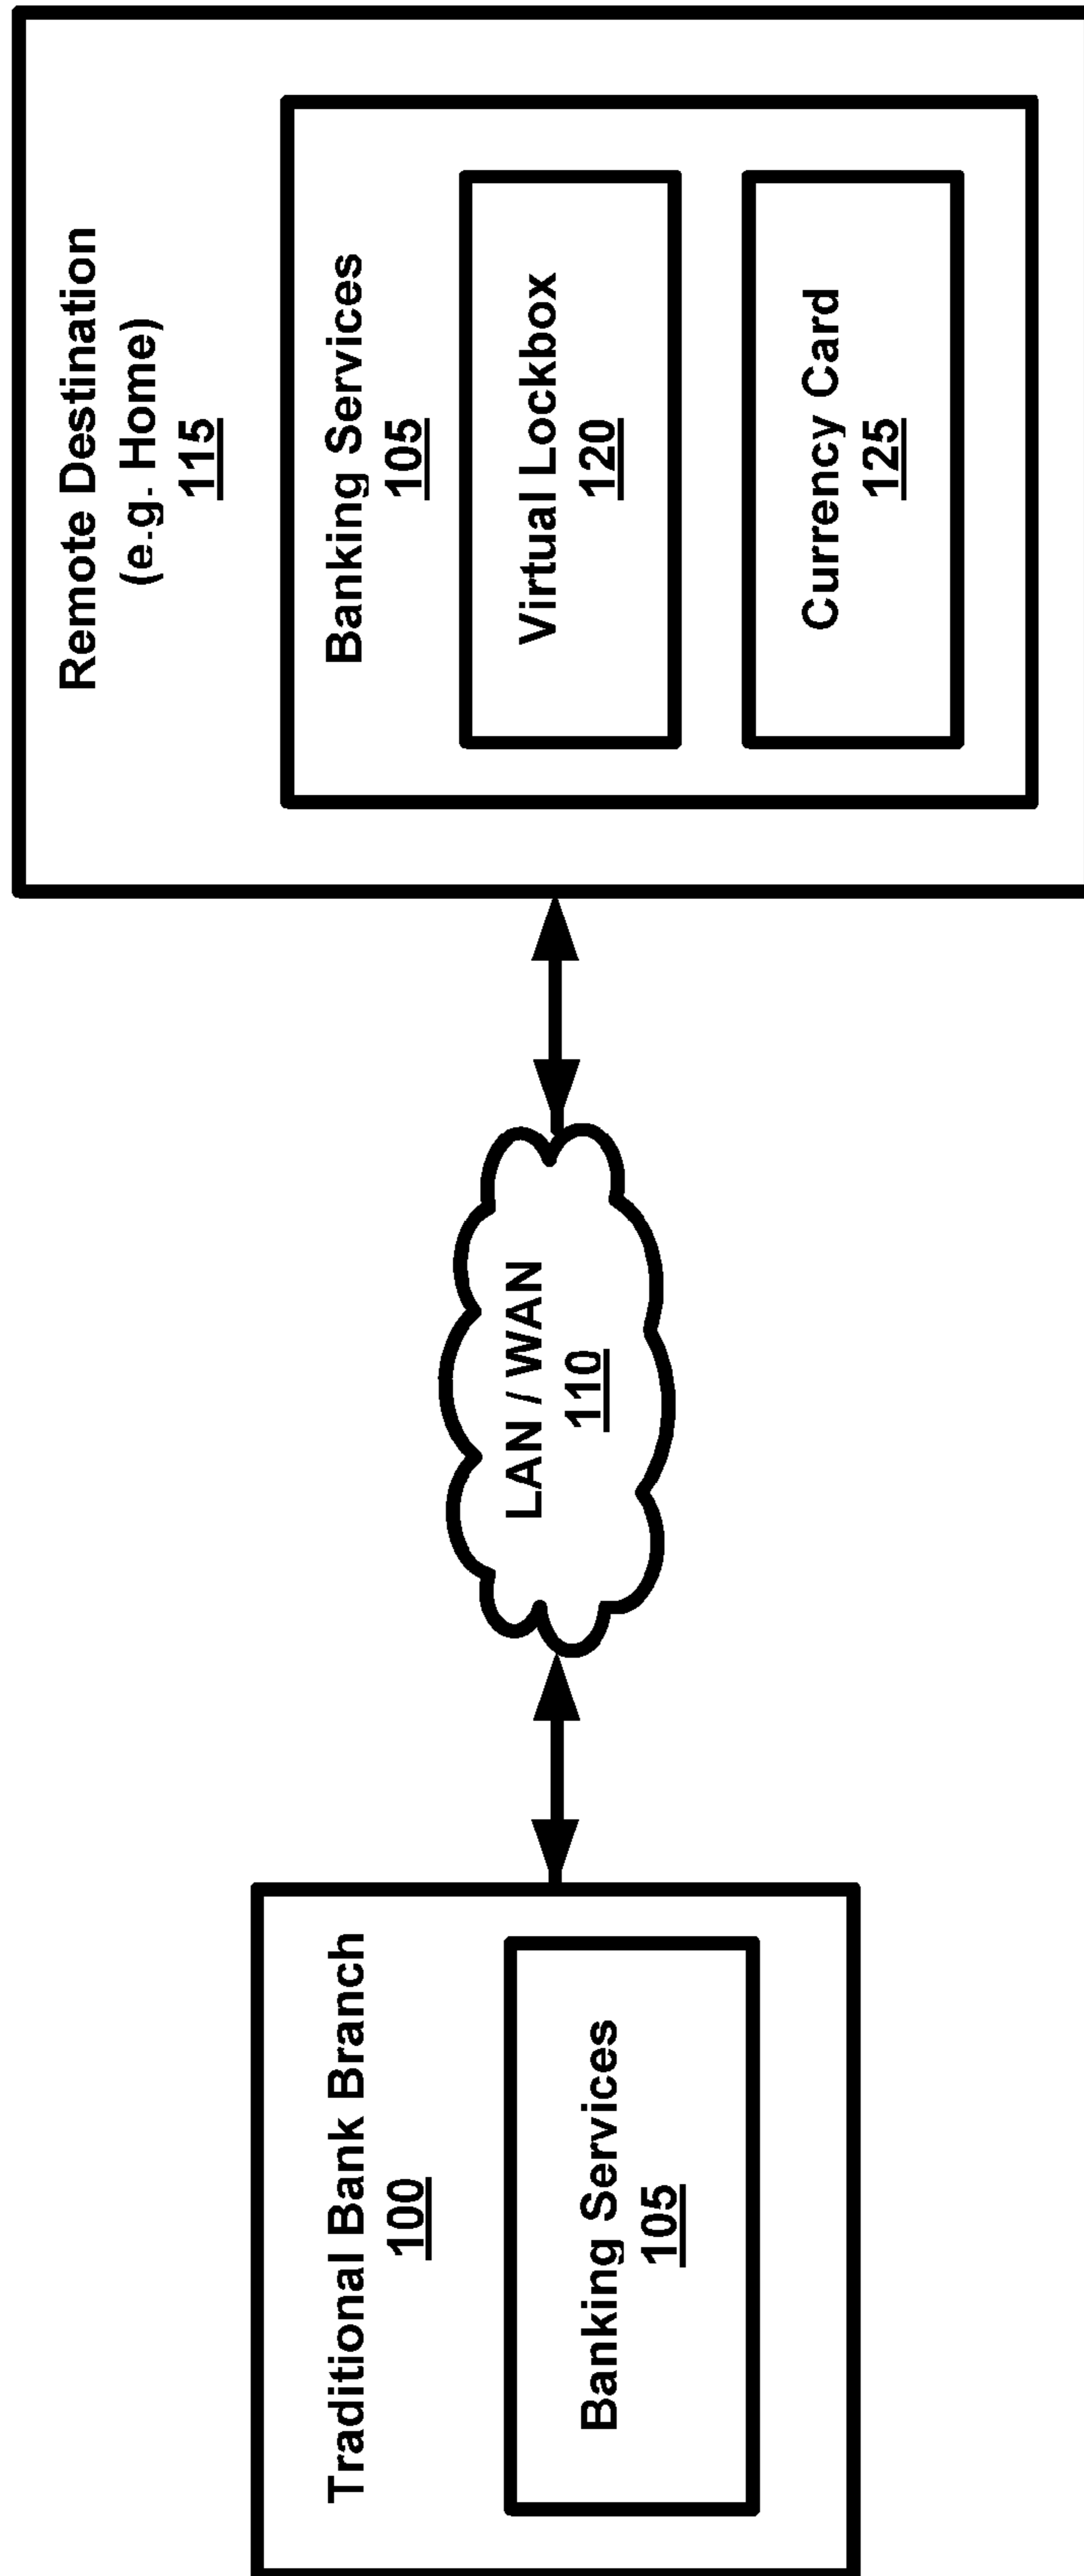 Traditional Bank Branch
100
Banking Services
105
LAN / WAN
110
Remote Destination
(e.g. Home)
115
Banking Services
105
Virtual Lockbox
120
Currency Card
125